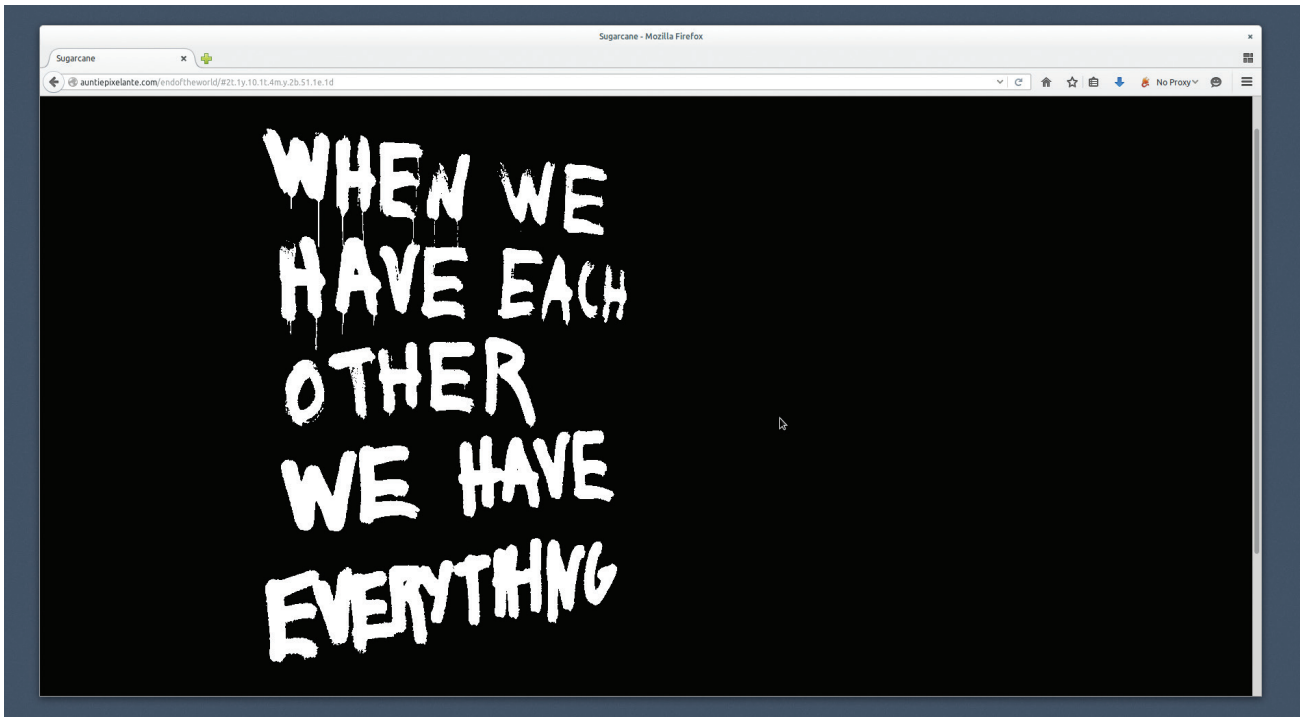 Sugarcane - Mozilla Firefox
Sugarcane
auntiepixelante.com/endoftheworld/#2t.1y.10.1t.4m.y.2b.51.1e.1d
No Proxy
WHEN WE
HAVE EACH
OTHER
WE HAVE
EVERYTHING